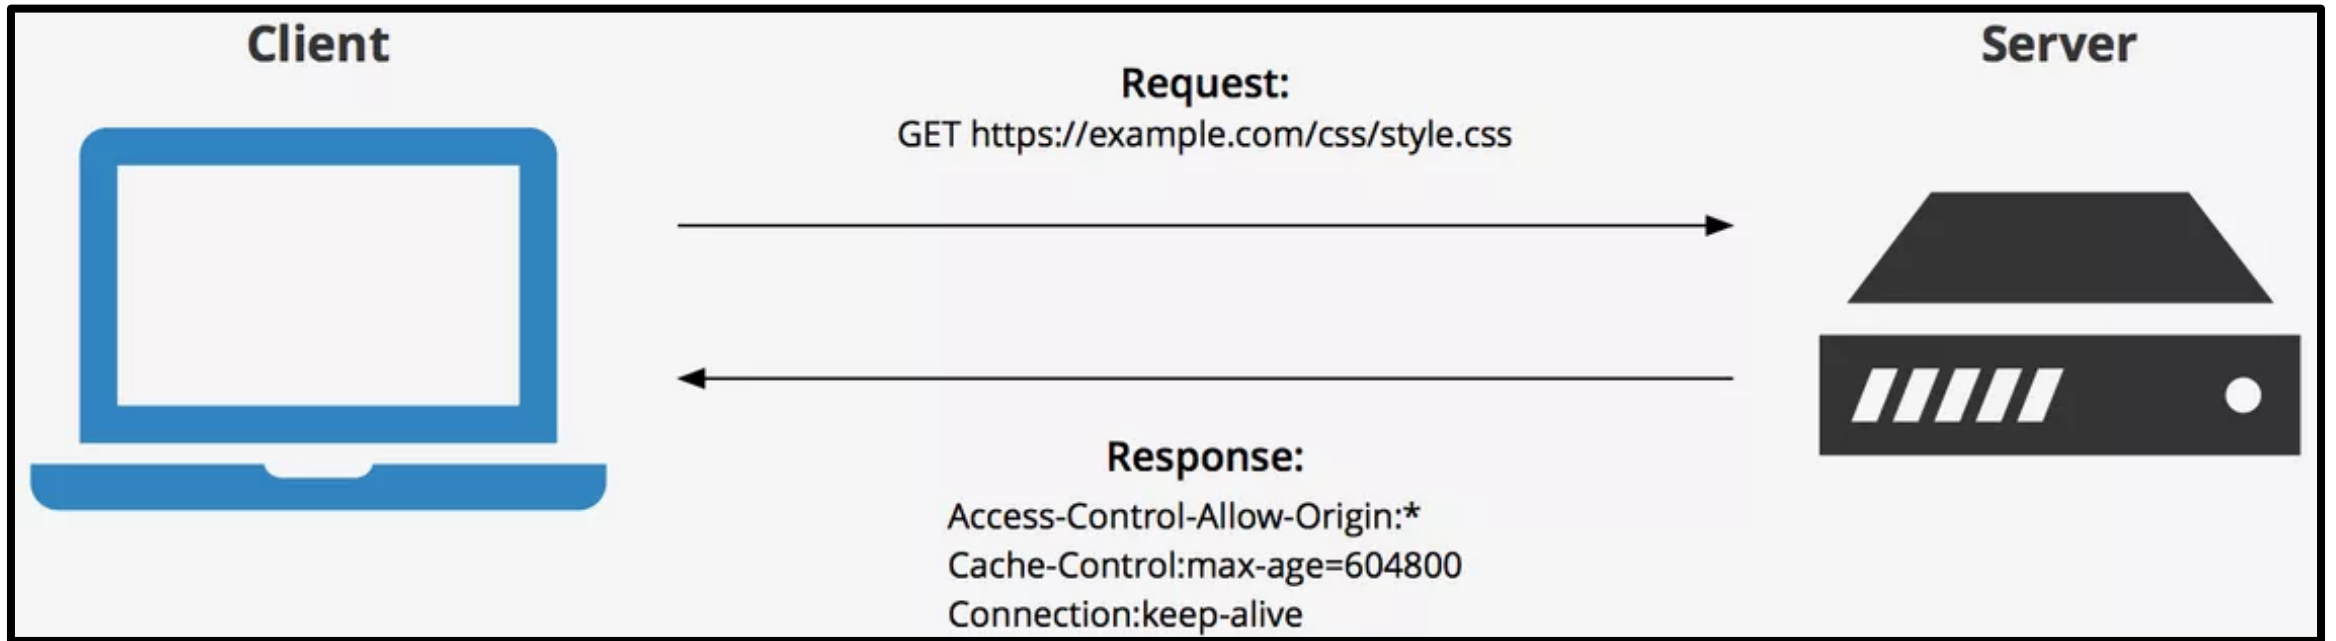 Client
Server
Request:
GET https://example.com/css/style.css
Response:
Access-Control-Allow-Origin:*
Cache-Control:max-age=604800
Connection:keep-alive